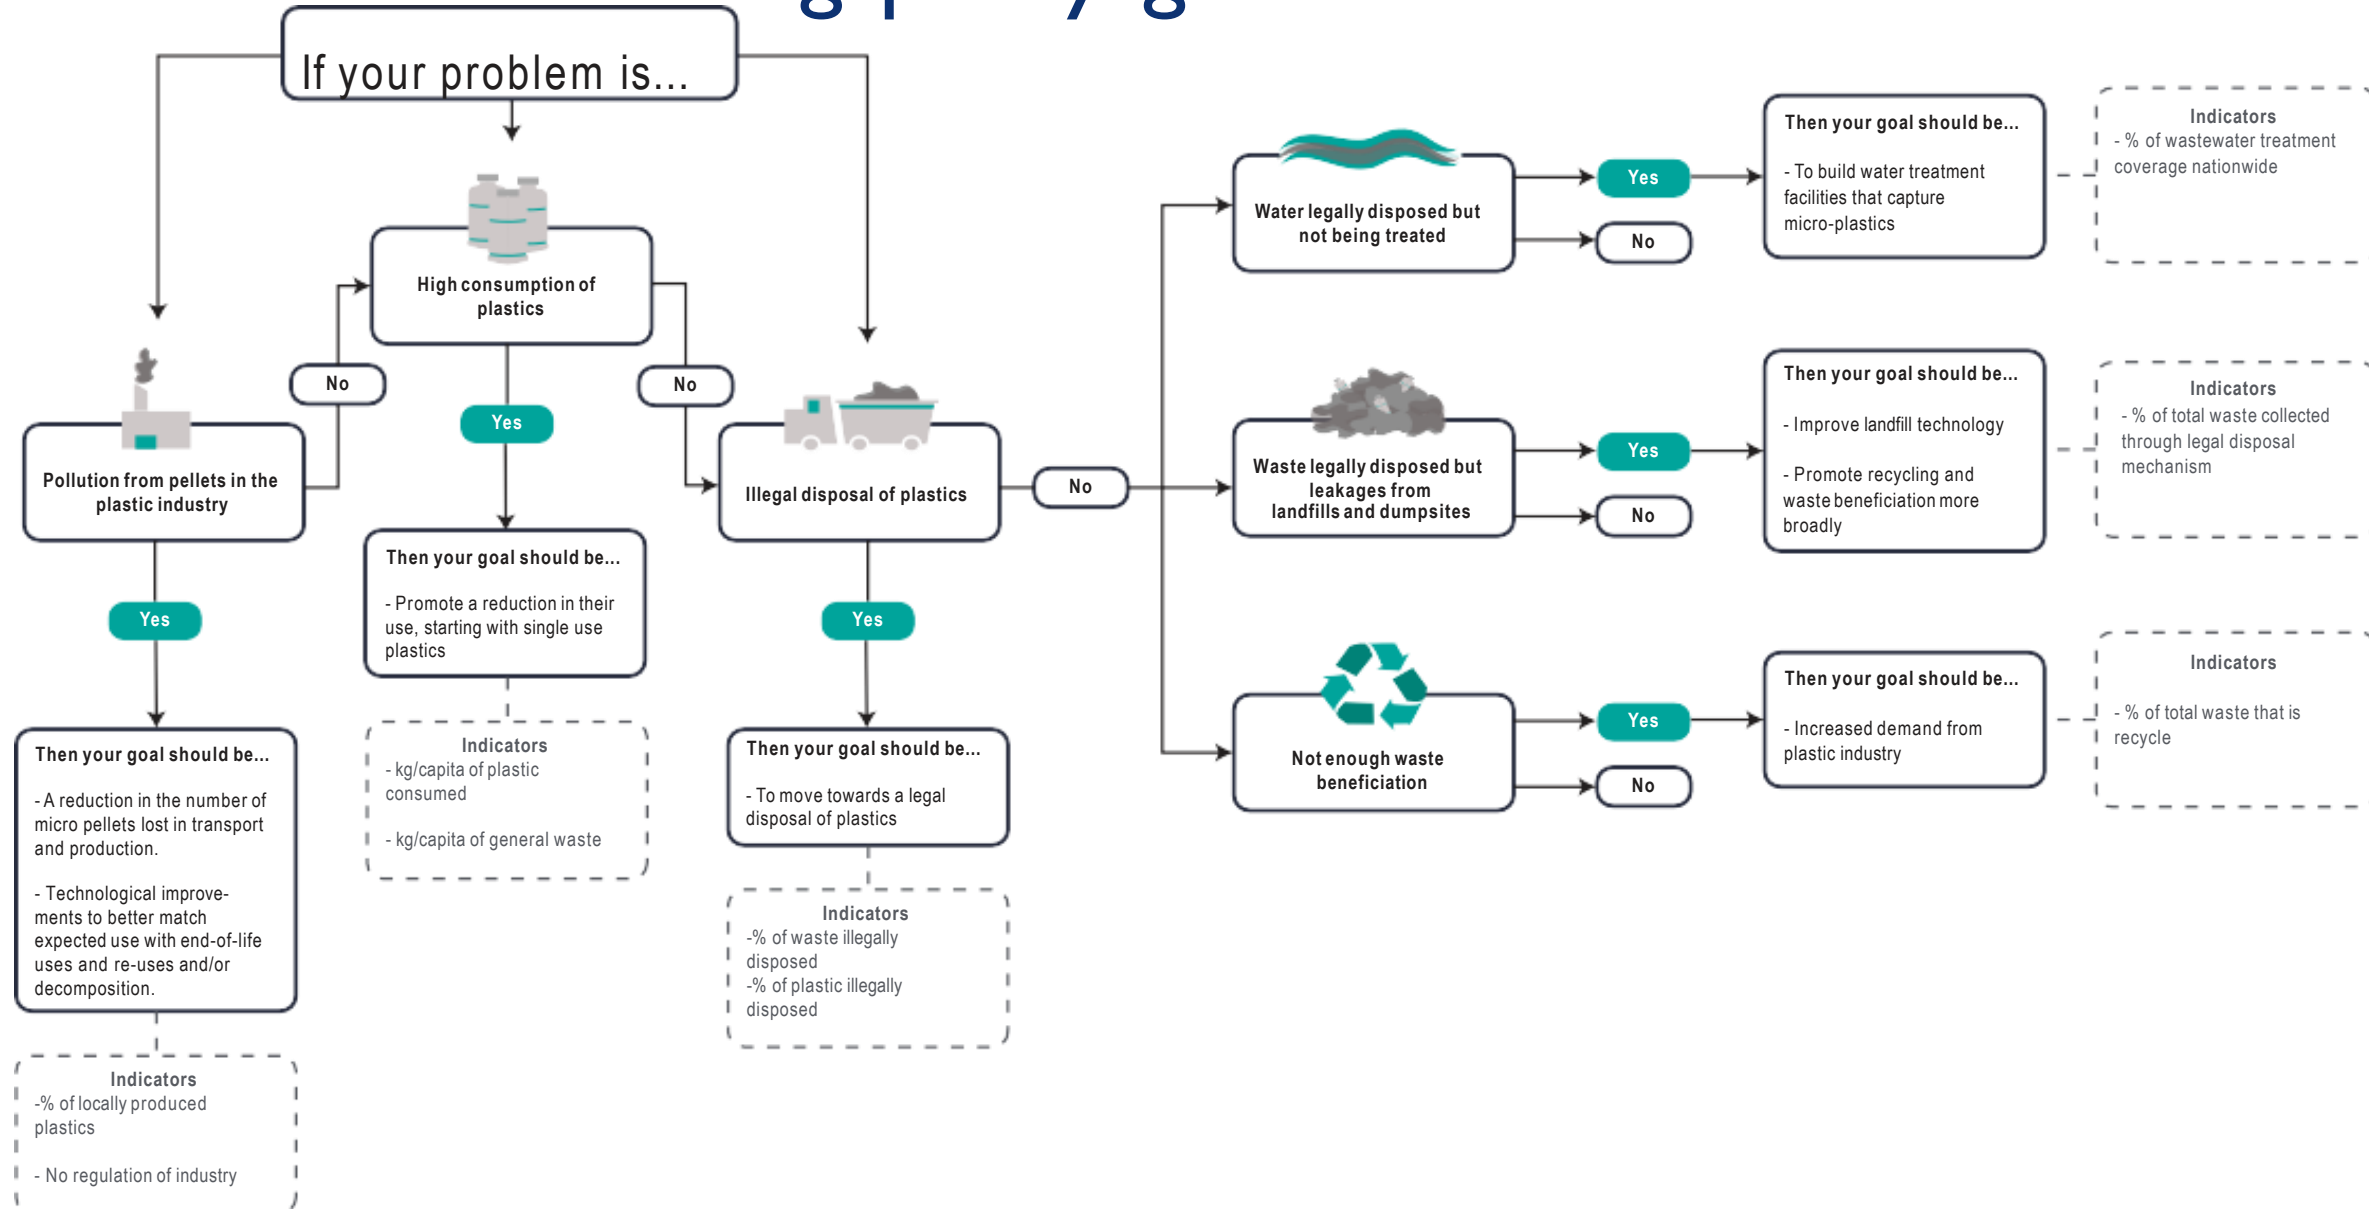 If your problem is...
High consumption of
plastics
No
No
Yes
Pollution from pellets in the
plastic industry
Illegal disposal of plastics
No
Yes
Yes
Then your goal should be...
- Promote a reduction in their
use, starting with single use
plastics
Indicators
- kg/capita of plastic
consumed
- kg/capita of general waste
Then your goal should be...
- A reduction in the number of
micro pellets lost in transport
and production.
- Technological improve-
ments to better match
expected use with end-of-life
uses and re-uses and/or
decomposition.
Indicators
-% of locally produced
plastics
- No regulation of industry
Then your goal should be...
- To move towards a legal
disposal of plastics
Indicators
-% of waste illegally
disposed
-% of plastic illegally
disposed
Water legally disposed but
not being treated
Yes
No
Then your goal should be...
- To build water treatment
facilities that capture
micro-plastics
Indicators
- % of wastewater treatment
coverage nationwide
Waste legally disposed but
leakages from
landfills and dumpsites
Yes
No
Then your goal should be...
- Improve landfill technology
- Promote recycling and
waste beneficiation more
broadly
Indicators
- % of total waste collected
through legal disposal
mechanism
Not enough waste
beneficiation
Yes
No
Then your goal should be...
- Increased demand from
plastic industry
Indicators
- % of total waste that is
recycle